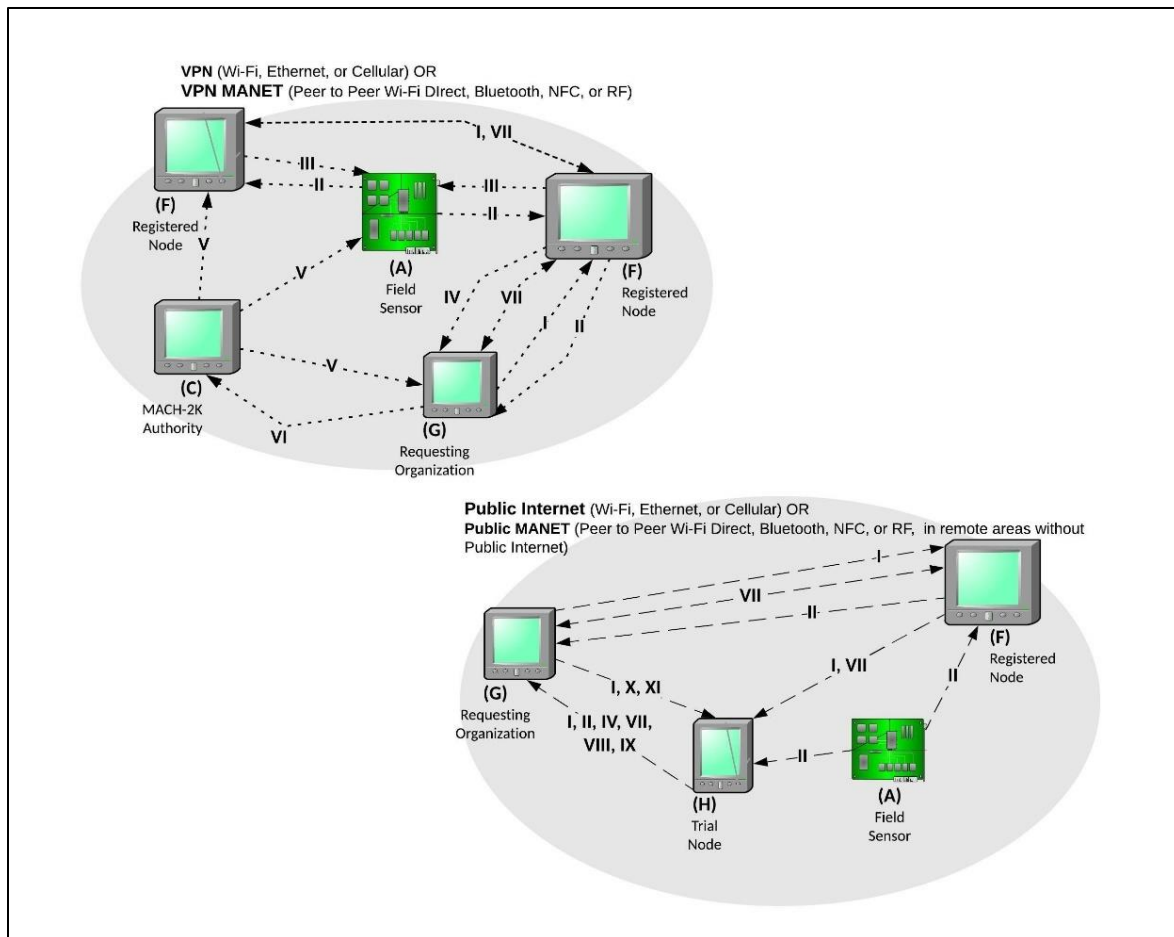 VPN (Wi-Fi, Ethernet, or Cellular) OR
VPN MANET (Peer to Peer Wi-Fi DIrect, Bluetooth, NFC, or RF)
I, VII
III
II
III
II
(F)
Registered
Node
V
V
(A)
Field
Sensor
(F)
Registered
Node
IV
VII
I
II
V
(C)
MACH-2K
Authority
VI
(G)
Requesting
Organization
Public Internet (Wi-Fi, Ethernet, or Cellular) OR
Public MANET (Peer to Peer Wi-Fi Direct, Bluetooth, NFC, or RF, in remote areas without
Public Internet)
I
VII
II
(F)
Registered
Node
I, VII
II
(G)
Requesting
Organization
I, X, XI
I, II, IV, VII,
VIII, IX
II
(H)
Trial
Node
(A)
Field
Sensor